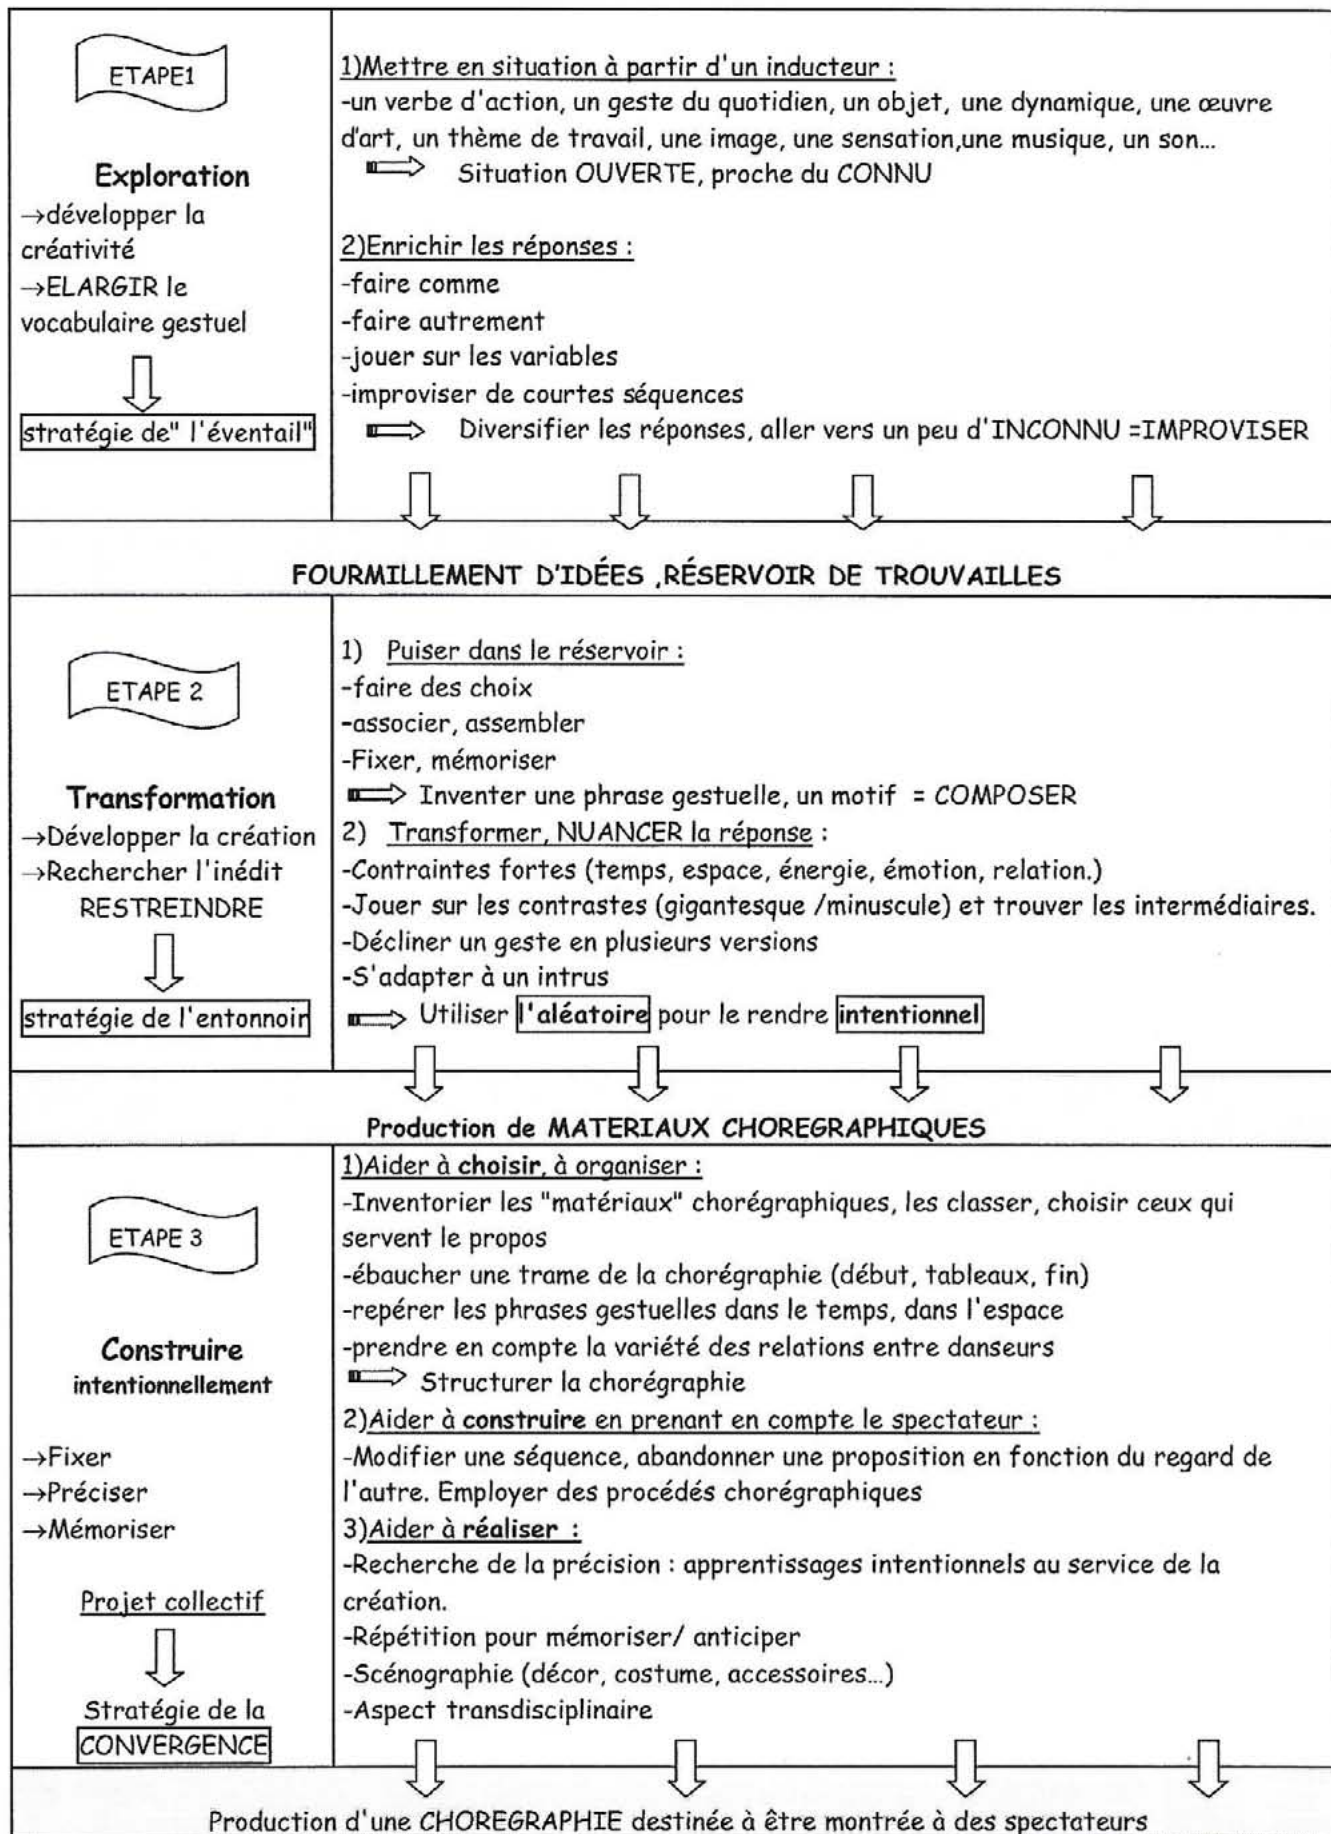 ETAPE1
Exploration
→développer la
créativité
→ELARGIR le
vocabulaire gestuel
stratégie de" l'éventail"
1)Mettre en situation à partir d'un inducteur :
-un verbe d'action, un geste du quotidien, un objet, une dynamique, une œuvre
d'art, un thème de travail, une image, une sensation,une musique, un son...
Situation OUVERTE, proche du CONNU
2)Enrichir les réponses :
-faire comme
-faire autrement
-jouer sur les variables
-improviser de courtes séquences
Diversifier les réponses, aller vers un peu d'INCONNU =IMPROVISER
FOURMILLEMENT D'IDÉES ,RÉSERVOIR DE TROUVAILLES
ETAPE 2
Transformation
→Développer la création
→Rechercher l'inédit
RESTREINDRE
stratégie de l'entonnoir
1) Puiser dans le réservoir :
-faire des choix
-associer, assembler
-Fixer, mémoriser
Inventer une phrase gestuelle, un motif = COMPOSER
2) Transformer, NUANCER la réponse :
-Contraintes fortes (temps, espace, énergie, émotion, relation.)
-Jouer sur les contrastes (gigantesque /minuscule) et trouver les intermédiaires.
-Décliner un geste en plusieurs versions
-S'adapter à un intrus
Utiliser l'aléatoire pour le rendre intentionnel
Production de MATERIAUX CHOREGRAPHIQUES
ETAPE 3
Construire
intentionnellement
→Fixer
→Préciser
→Mémoriser
Projet collectif
Stratégie de la
CONVERGENCE
1)Aider à choisir, à organiser :
-Inventorier les "matériaux" chorégraphiques, les classer, choisir ceux qui
servent le propos
-ébaucher une trame de la chorégraphie (début, tableaux, fin)
-repérer les phrases gestuelles dans le temps, dans l'espace
-prendre en compte la variété des relations entre danseurs
Structurer la chorégraphie
2)Aider à construire en prenant en compte le spectateur :
-Modifier une séquence, abandonner une proposition en fonction du regard de
l'autre. Employer des procédés chorégraphiques
3)Aider à réaliser :
-Recherche de la précision : apprentissages intentionnels au service de la
création.
-Répétition pour mémoriser/ anticiper
-Scénographie (décor, costume, accessoires...)
-Aspect transdisciplinaire
Production d'une CHOREGRAPHIE destinée à être montrée à des spectateurs